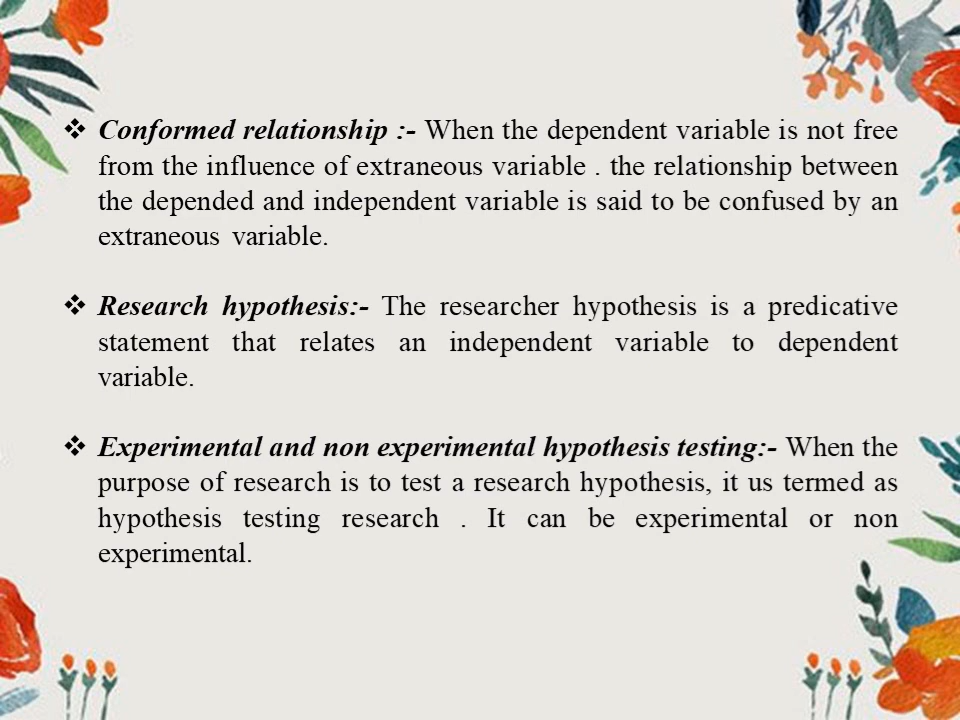 ❖ Conformed relationship :- When the dependent variable is not free
from the influence of extraneous variable . the relationship between
the depended and independent variable is said to be confused by an
extraneous variable.
❖ Research hypothesis:- The researcher hypothesis is a predicative
statement that relates an independent variable to dependent
variable.
❖ Experimental and non experimental hypothesis testing:- When the
purpose of research is to test a research hypothesis, it us termed as
hypothesis testing research . It can be experimental or non
experimental.